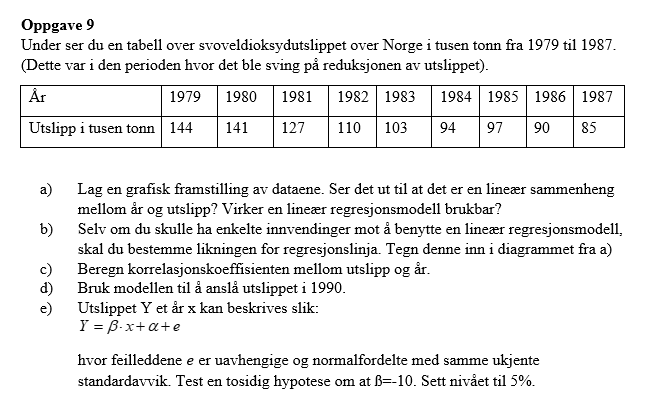 Oppgave 9
Under ser du en tabell over svoveldioksydutslippet over Norge i tusen tonn fra 1979 til 1987.
(Dette var i den perioden hvor det ble sving på reduksjonen av utslippet).
År 1979 1980 1981 1982 1983 1984 1985 1986 1987
Utslipp i tusen tonn 144 141 127 110 103 94 97 90 85
a) Lag en grafisk framstilling av dataene. Ser det ut til at det er en lineær sammenheng
mellom år og utslipp? Virker en lineær regresjonsmodell brukbar?
b) Selv om du skulle ha enkelte innvendinger mot å benytte en lineær regresjonsmodell,
skal du bestemme likningen for regresjonslinja. Tegn denne inn i diagrammet fra a)
c) Beregn korrelasjonskoeffisienten mellom utslipp og år.
d) Bruk modellen til å anslå utslippet i 1990.
e) Utslippet Y et år x kan beskrives slik:
Y = β·x+α+e
hvor feilleddene e er uavhengige og normalfordelte med samme ukjente
standardavvik. Test en tosidig hypotese om at ß=-10. Sett nivået til 5%.